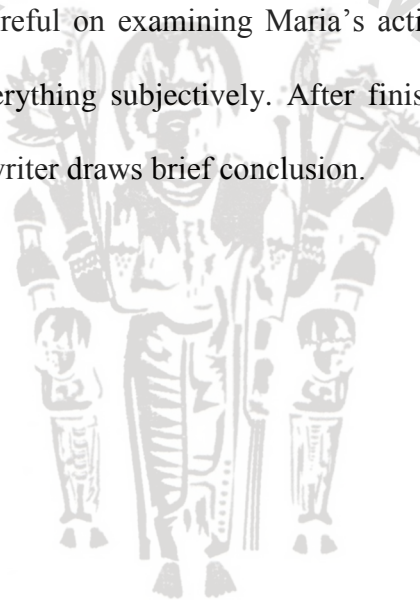 reful on examining Maria’s acti
erything subjectively. After finis
writer draws brief conclusion.